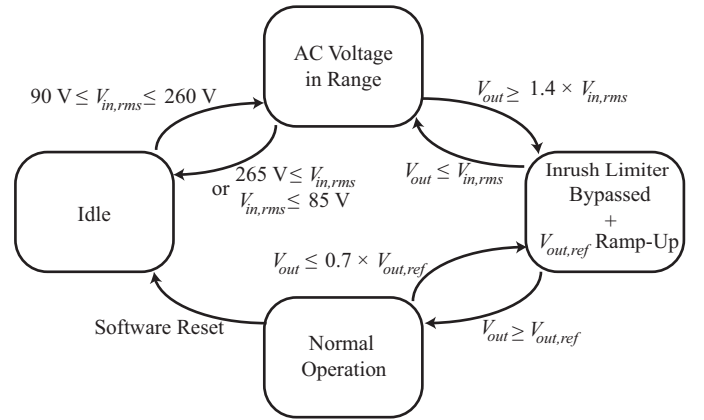 AC Voltage
in Range
90 V ≤ V_in,rms ≤ 260 V
V_out ≥ 1.4 × V_in,rms
265 V ≤ V_in,rms
or
V_in,rms ≤ 85 V
V_out ≤ V_in,rms
Inrush Limiter
Bypassed
+
V_out,ref Ramp-Up
Idle
V_out ≤ 0.7 × V_out,ref
Software Reset
V_out ≥ V_out,ref
Normal
Operation